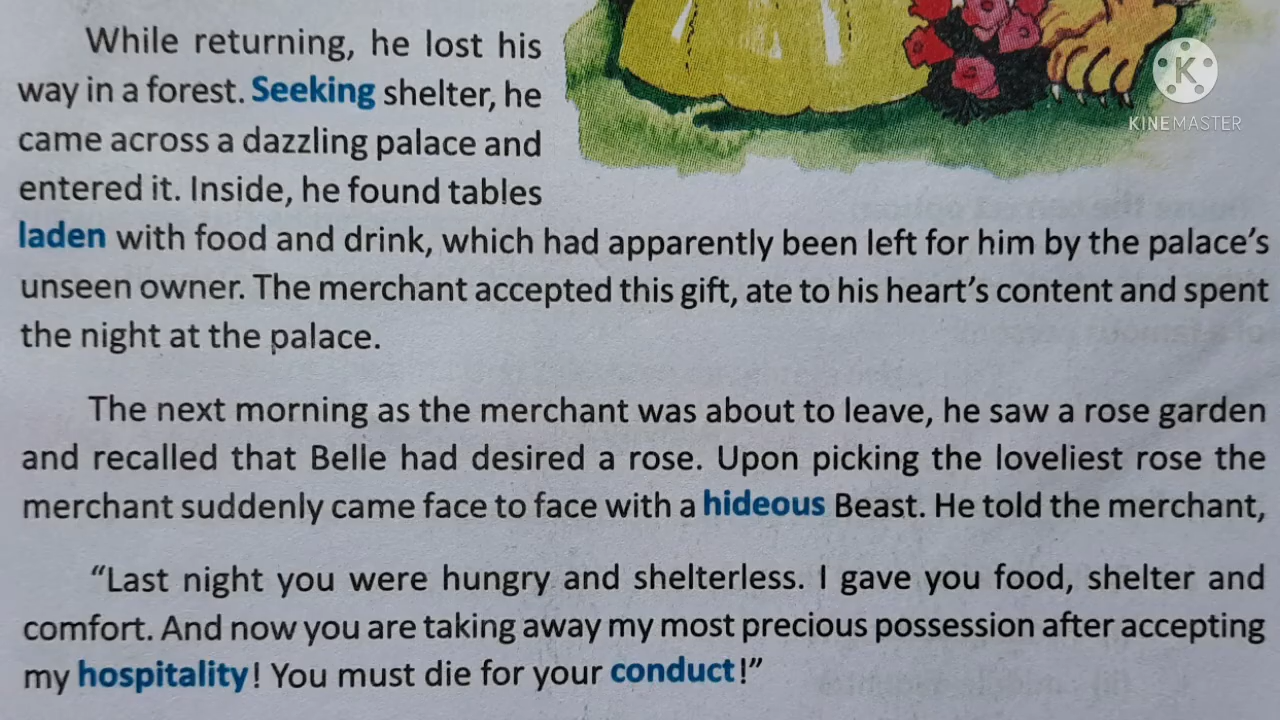 While returning, he lost his
way in a forest. Seeking shelter, he
came across a dazzling palace and
entered it. Inside, he found tables
laden with food and drink, which had apparently been left for him by the palace's
unseen owner. The merchant accepted this gift, ate to his heart's content and spent
the night at the palace.
The next morning as the merchant was about to leave, he saw a rose garden
and recalled that Belle had desired a rose. Upon picking the loveliest rose the
merchant suddenly came face to face with a hideous Beast. He told the merchant,
"Last night you were hungry and shelterless. I gave you food, shelter and
comfort. And now you are taking away my most precious possession after accepting
my hospitality! You must die for your conduct!"
K
KINEMASTER